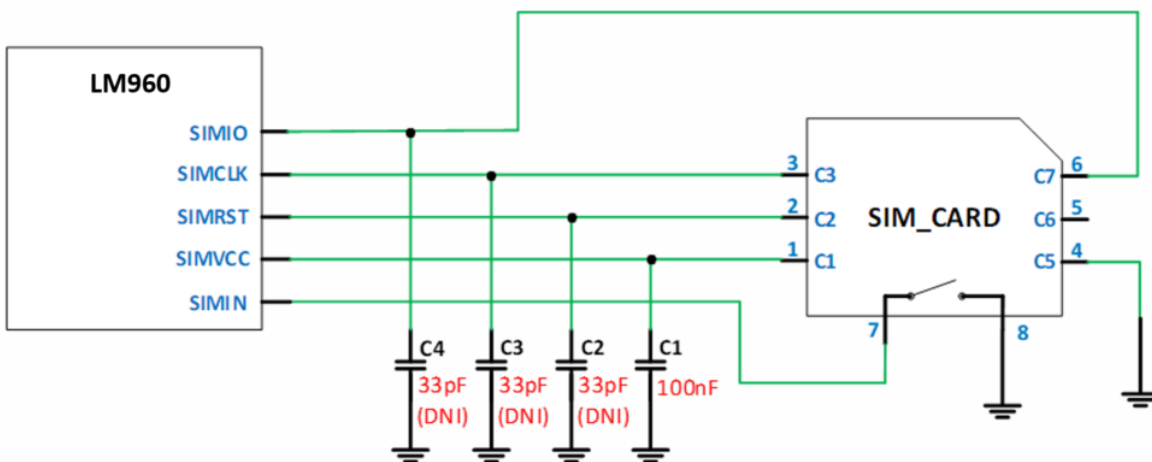 LM960
SIMIO
SIMCLK
SIMRST
SIMVCC
SIMIN
C4
33pF
(DNI)
C3
33pF
(DNI)
C2
33pF
(DNI)
C1
100nF
SIM_CARD
3
C3
2
C2
1
C1
C7
6
C6
5
C5
4
7
8